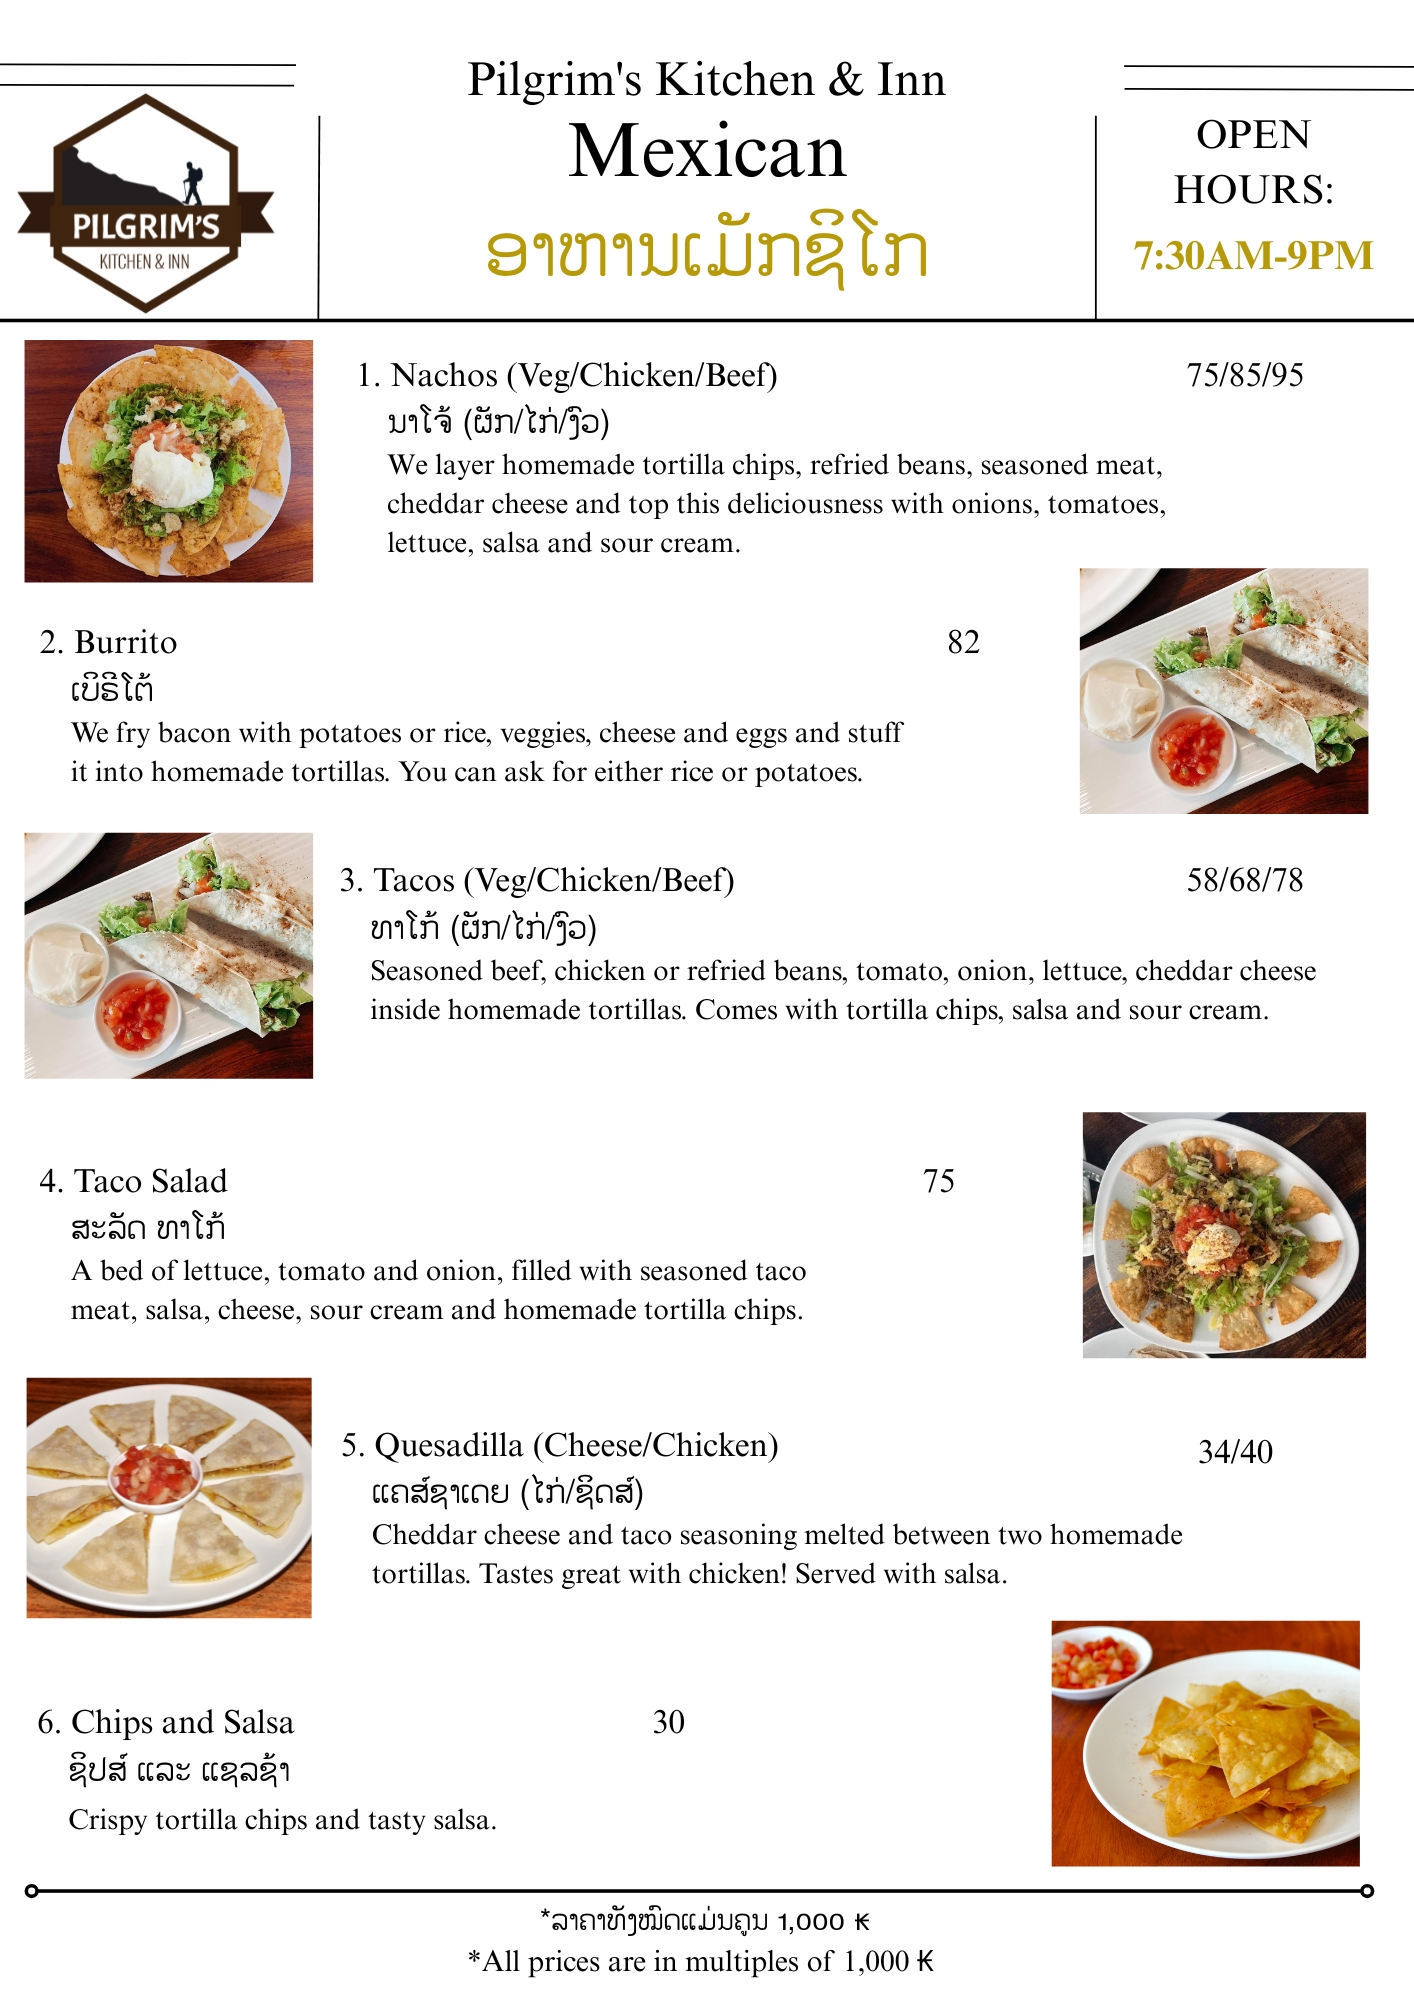 Pilgrim's Kitchen & Inn
Mexican
ອາຫານເມັກຊິໂກ
PILGRIM'S
KITCHEN & INN
OPEN
HOURS:
7:30AM-9PM
1. Nachos (Veg/Chicken/Beef) 75/85/95
ນາໂຈ້ (ຜັກ/ໄກ່/ງົວ)
We layer homemade tortilla chips, refried beans, seasoned meat,
cheddar cheese and top this deliciousness with onions, tomatoes,
lettuce, salsa and sour cream.
2. Burrito 82
ເບິຣີໂຕ້
We fry bacon with potatoes or rice, veggies, cheese and eggs and stuff
it into homemade tortillas. You can ask for either rice or potatoes.
3. Tacos (Veg/Chicken/Beef) 58/68/78
ທາໂກ້ (ຜັກ/ໄກ່/ງົວ)
Seasoned beef, chicken or refried beans, tomato, onion, lettuce, cheddar cheese
inside homemade tortillas. Comes with tortilla chips, salsa and sour cream.
4. Taco Salad 75
ສະລັດ ທາໂກ້
A bed of lettuce, tomato and onion, filled with seasoned taco
meat, salsa, cheese, sour cream and homemade tortilla chips.
5. Quesadilla (Cheese/Chicken) 34/40
ແຄສ໌ຊາເດຍ (ໄກ່/ຊິດສ໌)
Cheddar cheese and taco seasoning melted between two homemade
tortillas. Tastes great with chicken! Served with salsa.
6. Chips and Salsa 30
ຊິປສ໌ ແລະ ແຊລຊ້າ
Crispy tortilla chips and tasty salsa.
*ລາຄາທັງໝົດແມ່ນຄູນ 1,000 ₭
*All prices are in multiples of 1,000 ₭